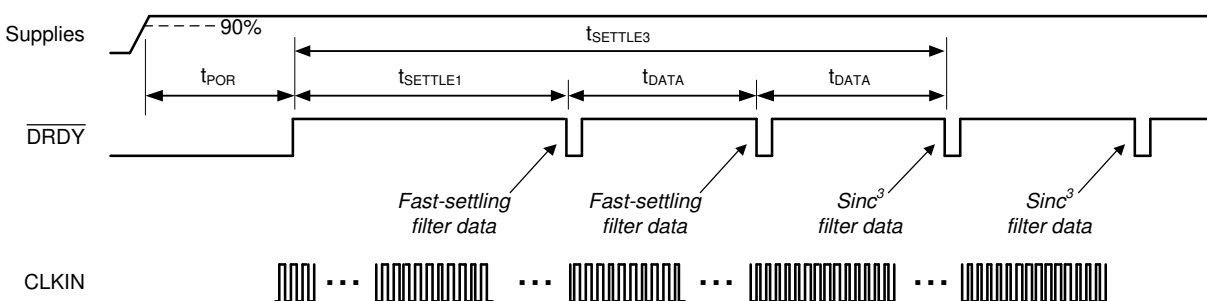 Supplies
90%
tSETTLE3
tPOR
tSETTLE1
tDATA
tDATA
DRDY
Fast-settling
filter data
Fast-settling
filter data
Sinc³
filter data
Sinc³
filter data
CLKIN